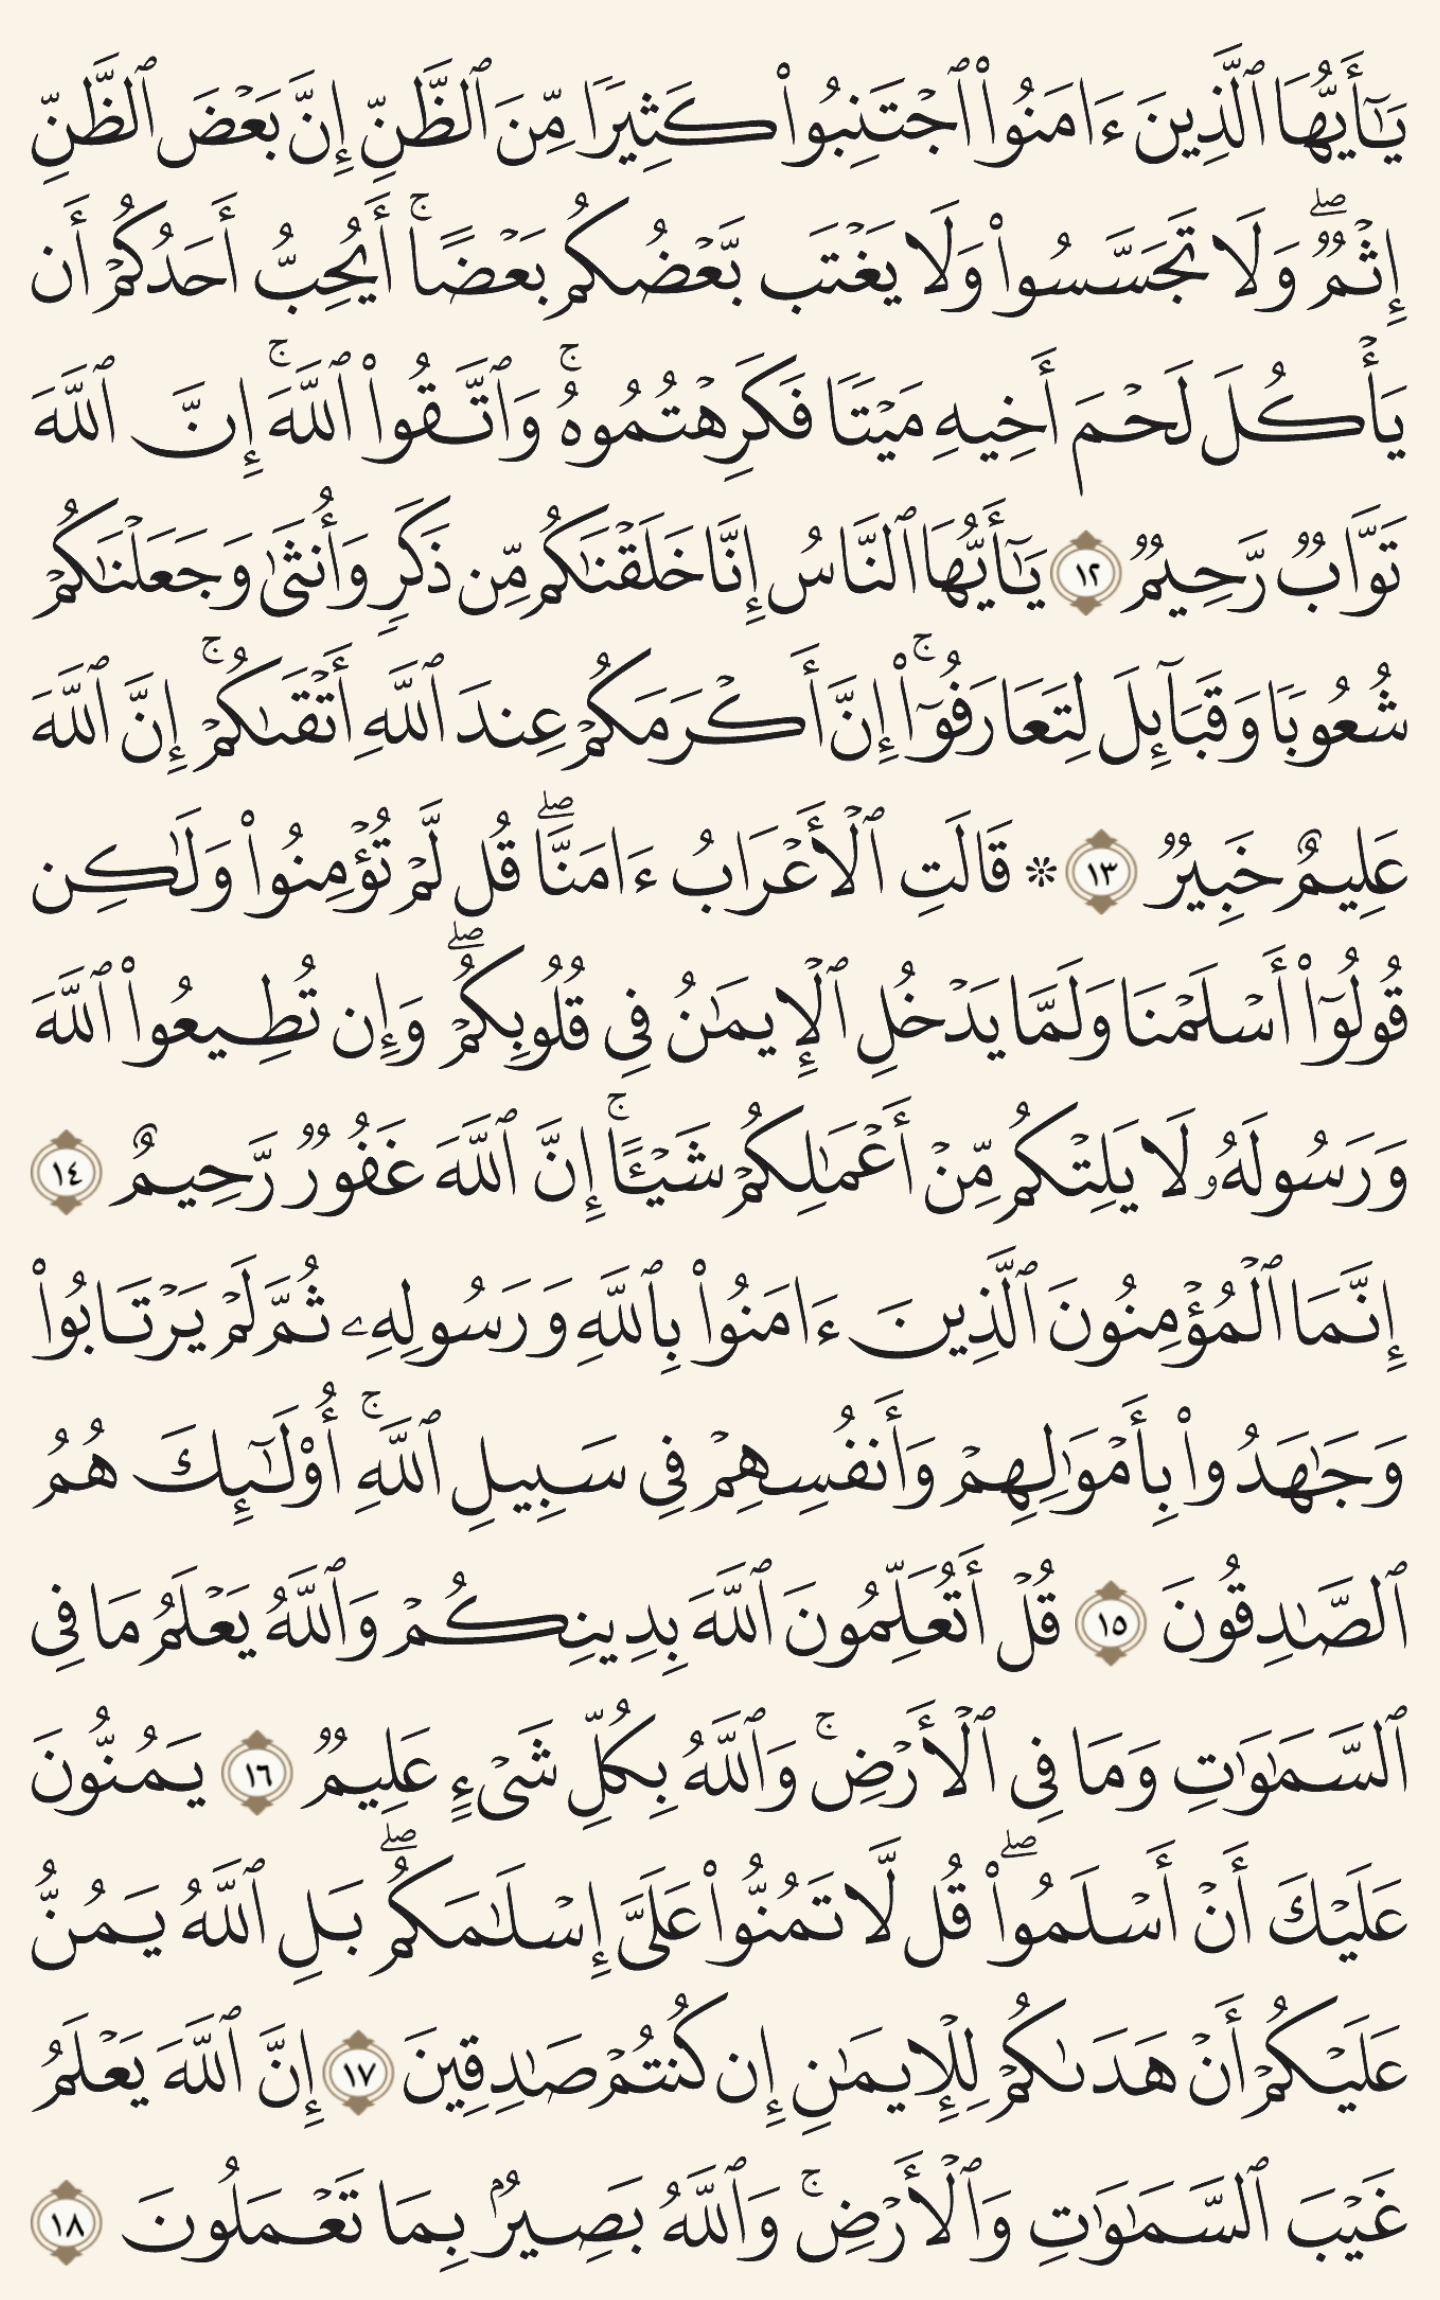 يَٰٓأَيُّهَا ٱلَّذِينَ ءَامَنُوا۟ ٱجْتَنِبُوا۟ كَثِيرًا مِّنَ ٱلظَّنِّ إِنَّ بَعْضَ ٱلظَّنِّ
إِثْمٌ ۖ وَلَا تَجَسَّسُوا۟ وَلَا يَغْتَب بَّعْضُكُم بَعْضًا ۚ أَيُحِبُّ أَحَدُكُمْ أَن
يَأْكُلَ لَحْمَ أَخِيهِ مَيْتًا فَكَرِهْتُمُوهُ ۚ وَٱتَّقُوا۟ ٱللَّهَ ۚ إِنَّ ٱللَّهَ
تَوَّابٌ رَّحِيمٌ ١٢ يَٰٓأَيُّهَا ٱلنَّاسُ إِنَّا خَلَقْنَٰكُم مِّن ذَكَرٍ وَأُنثَىٰ وَجَعَلْنَٰكُمْ
شُعُوبًا وَقَبَآئِلَ لِتَعَارَفُوٓا۟ ۚ إِنَّ أَكْرَمَكُمْ عِندَ ٱللَّهِ أَتْقَىٰكُمْ ۚ إِنَّ ٱللَّهَ
عَلِيمٌ خَبِيرٌ ١٣ ۞ قَالَتِ ٱلْأَعْرَابُ ءَامَنَّا ۖ قُل لَّمْ تُؤْمِنُوا۟ وَلَٰكِن
قُولُوٓا۟ أَسْلَمْنَا وَلَمَّا يَدْخُلِ ٱلْإِيمَٰنُ فِى قُلُوبِكُمْ ۖ وَإِن تُطِيعُوا۟ ٱللَّهَ
وَرَسُولَهُۥ لَا يَلِتْكُم مِّنْ أَعْمَٰلِكُمْ شَيْـًٔا ۚ إِنَّ ٱللَّهَ غَفُورٌ رَّحِيمٌ ١٤
إِنَّمَا ٱلْمُؤْمِنُونَ ٱلَّذِينَ ءَامَنُوا۟ بِٱللَّهِ وَرَسُولِهِۦ ثُمَّ لَمْ يَرْتَابُوا۟
وَجَٰهَدُوا۟ بِأَمْوَٰلِهِمْ وَأَنفُسِهِمْ فِى سَبِيلِ ٱللَّهِ ۚ أُو۟لَٰٓئِكَ هُمُ
ٱلصَّٰدِقُونَ ١٥ قُلْ أَتُعَلِّمُونَ ٱللَّهَ بِدِينِكُمْ وَٱللَّهُ يَعْلَمُ مَا فِى
ٱلسَّمَٰوَٰتِ وَمَا فِى ٱلْأَرْضِ ۚ وَٱللَّهُ بِكُلِّ شَىْءٍ عَلِيمٌ ١٦ يَمُنُّونَ
عَلَيْكَ أَنْ أَسْلَمُوا۟ ۖ قُل لَّا تَمُنُّوا۟ عَلَىَّ إِسْلَٰمَكُم ۖ بَلِ ٱللَّهُ يَمُنُّ
عَلَيْكُمْ أَنْ هَدَىٰكُمْ لِلْإِيمَٰنِ إِن كُنتُمْ صَٰدِقِينَ ١٧ إِنَّ ٱللَّهَ يَعْلَمُ
غَيْبَ ٱلسَّمَٰوَٰتِ وَٱلْأَرْضِ ۚ وَٱللَّهُ بَصِيرٌۢ بِمَا تَعْمَلُونَ ١٨